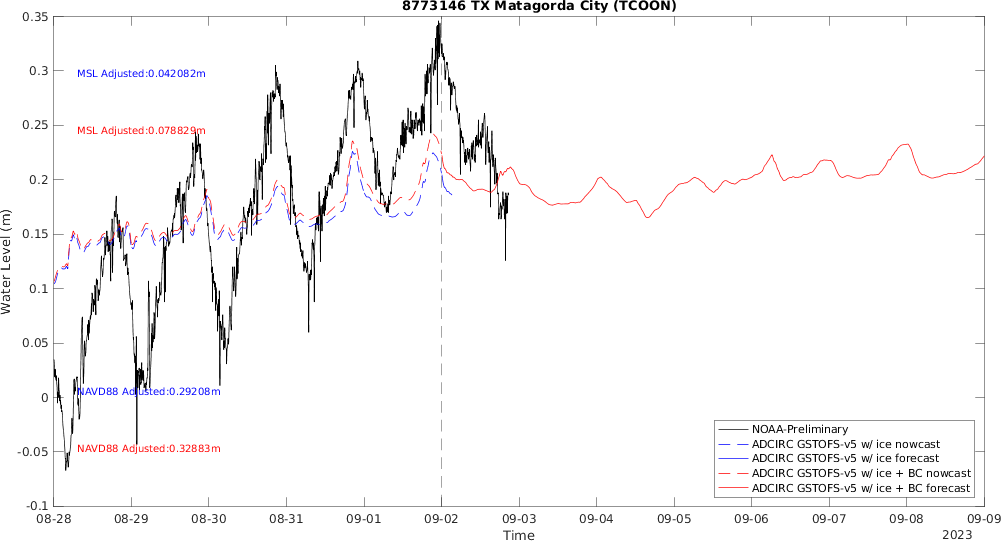 8773146 TX Matagorda City (TCOON)
0.35
0.3
0.25
0.2
0.15
0.1
0.05
0
-0.05
-0.1
Water Level (m)
MSL Adjusted:0.042082m
MSL Adjusted:0.078829m
NAVD88 Adjusted:0.29208m
NAVD88 Adjusted:0.32883m
NOAA-Preliminary
ADCIRC GSTOFS-v5 w/ ice nowcast
ADCIRC GSTOFS-v5 w/ ice forecast
ADCIRC GSTOFS-v5 w/ ice + BC nowcast
ADCIRC GSTOFS-v5 w/ ice + BC forecast
08-28 08-29 08-30 08-31 09-01 09-02 09-03 09-04 09-05 09-06 09-07 09-08 09-09
Time
2023